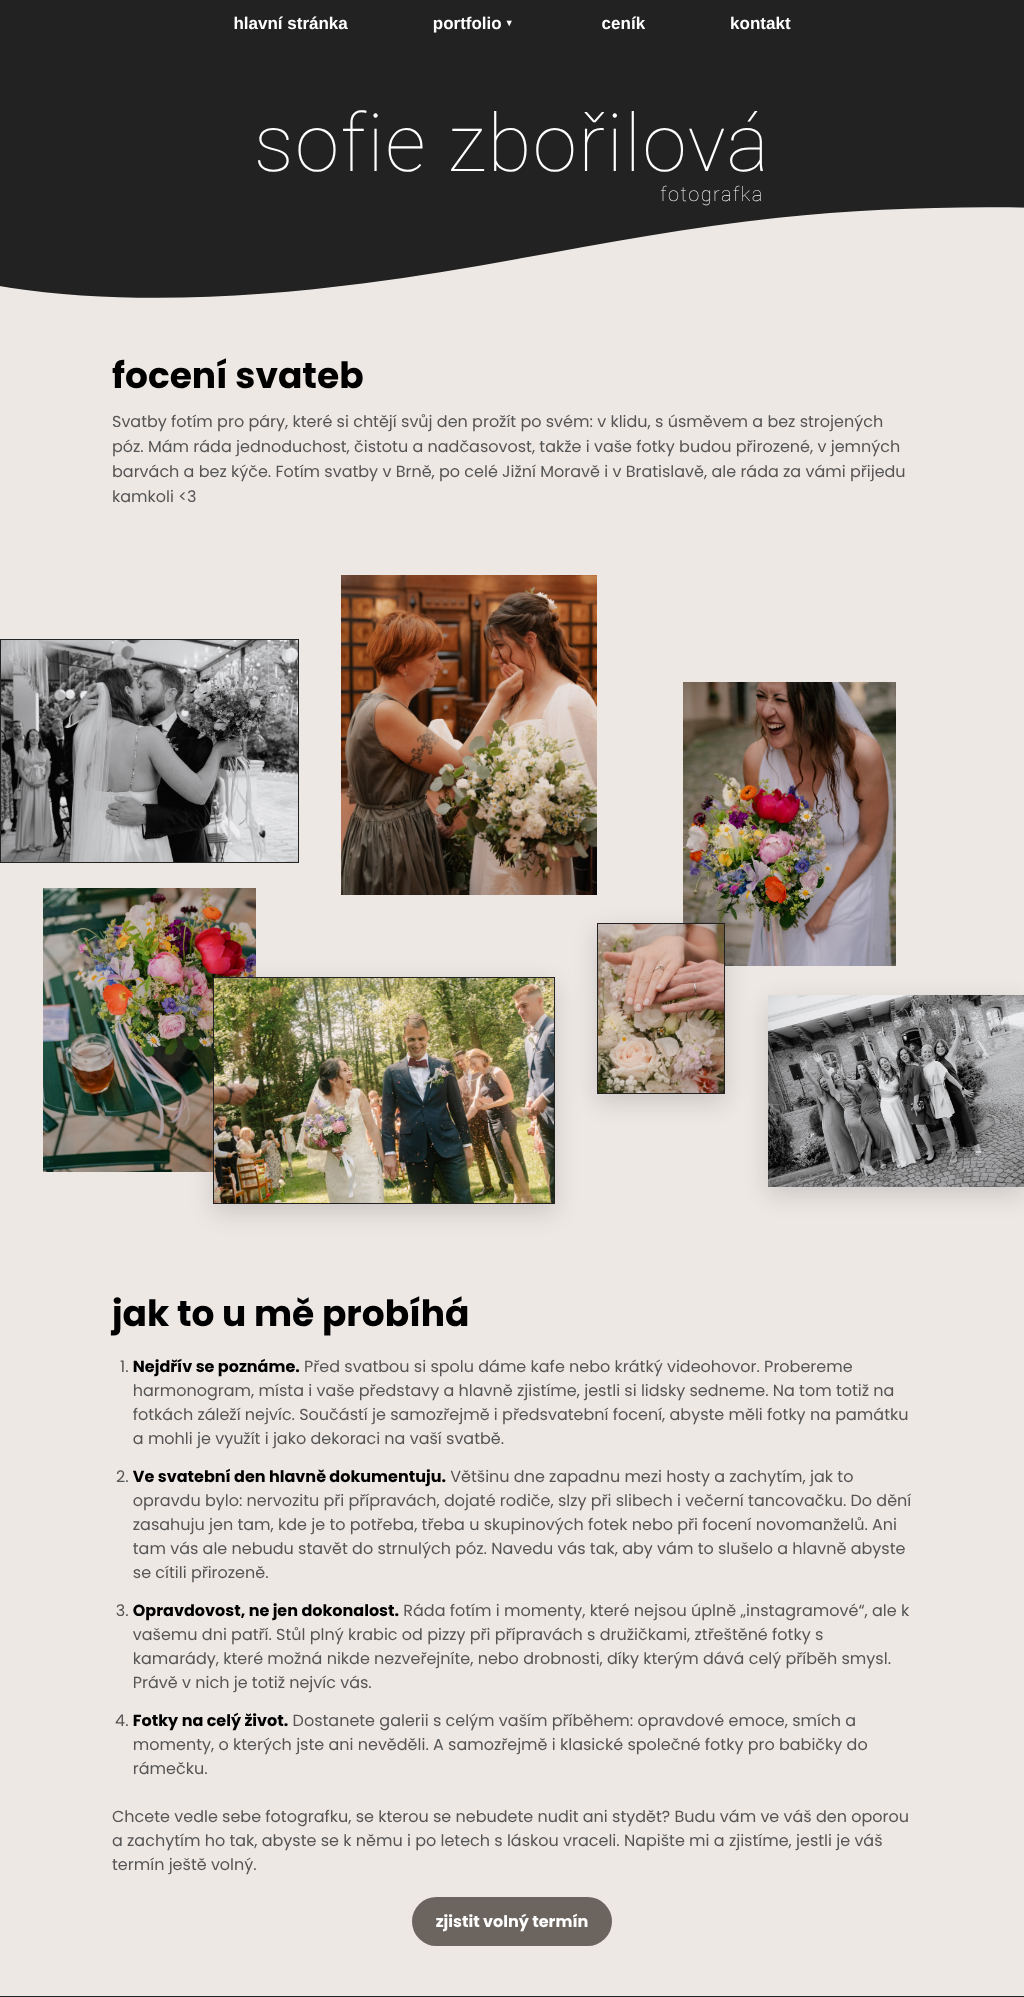 hlavní stránka portfolio ▾ ceník kontakt
sofie zbořilová
fotografka
focení svateb
Svatby fotím pro páry, které si chtějí svůj den prožít po svém: v klidu, s úsměvem a bez strojených
póz. Mám ráda jednoduchost, čistotu a nadčasovost, takže i vaše fotky budou přirozené, v jemných
barvách a bez kýče. Fotím svatby v Brně, po celé Jižní Moravě i v Bratislavě, ale ráda za vámi přijedu
kamkoli <3
jak to u mě probíhá
1. Nejdřív se poznáme. Před svatbou si spolu dáme kafe nebo krátký videohovor. Probereme
harmonogram, místa i vaše představy a hlavně zjistíme, jestli si lidsky sedneme. Na tom totiž na
fotkách záleží nejvíc. Součástí je samozřejmě i předsvatební focení, abyste měli fotky na památku
a mohli je využít i jako dekoraci na vaší svatbě.
2. Ve svatební den hlavně dokumentuju. Většinu dne zapadnu mezi hosty a zachytím, jak to
opravdu bylo: nervozitu při přípravách, dojaté rodiče, slzy při slibech i večerní tancovačku. Do dění
zasahuju jen tam, kde je to potřeba, třeba u skupinových fotek nebo při focení novomanželů. Ani
tam vás ale nebudu stavět do strnulých póz. Navedu vás tak, aby vám to slušelo a hlavně abyste
se cítili přirozeně.
3. Opravdovost, ne jen dokonalost. Ráda fotím i momenty, které nejsou úplně „instagramové“, ale k
vašemu dni patří. Stůl plný krabic od pizzy při přípravách s družičkami, ztřeštěné fotky s
kamarády, které možná nikde nezveřejníte, nebo drobnosti, díky kterým dává celý příběh smysl.
Právě v nich je totiž nejvíc vás.
4. Fotky na celý život. Dostanete galerii s celým vaším příběhem: opravdové emoce, smích a
momenty, o kterých jste ani nevěděli. A samozřejmě i klasické společné fotky pro babičky do
rámečku.
Chcete vedle sebe fotografku, se kterou se nebudete nudit ani stydět? Budu vám ve váš den oporou
a zachytím ho tak, abyste se k němu i po letech s láskou vraceli. Napište mi a zjistíme, jestli je váš
termín ještě volný.
zjistit volný termín